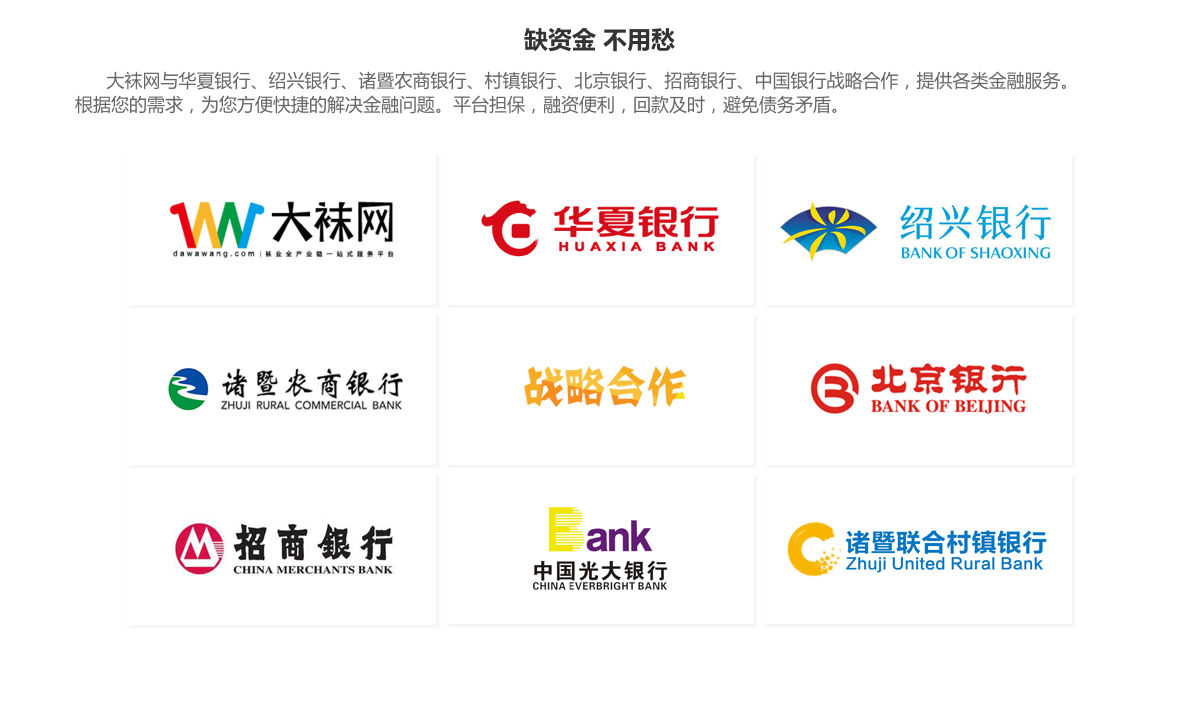 缺资金 不用愁
大袜网与华夏银行、绍兴银行、诸暨农商银行、村镇银行、北京银行、招商银行、中国银行战略合作，提供各类金融服务。
根据您的需求，为您方便快捷的解决金融问题。平台担保，融资便利，回款及时，避免债务矛盾。
大袜网
dawawang.com | 袜业全产业链一站式服务平台
华夏银行
HUAXIA BANK
绍兴银行
BANK OF SHAOXING
诸暨农商银行
ZHUJI RURAL COMMERCIAL BANK
战略合作
北京银行
BANK OF BEIJING
招商銀行
CHINA MERCHANTS BANK
Bank
中国光大银行
CHINA EVERBRIGHT BANK
诸暨联合村镇银行
Zhuji United Rural Bank